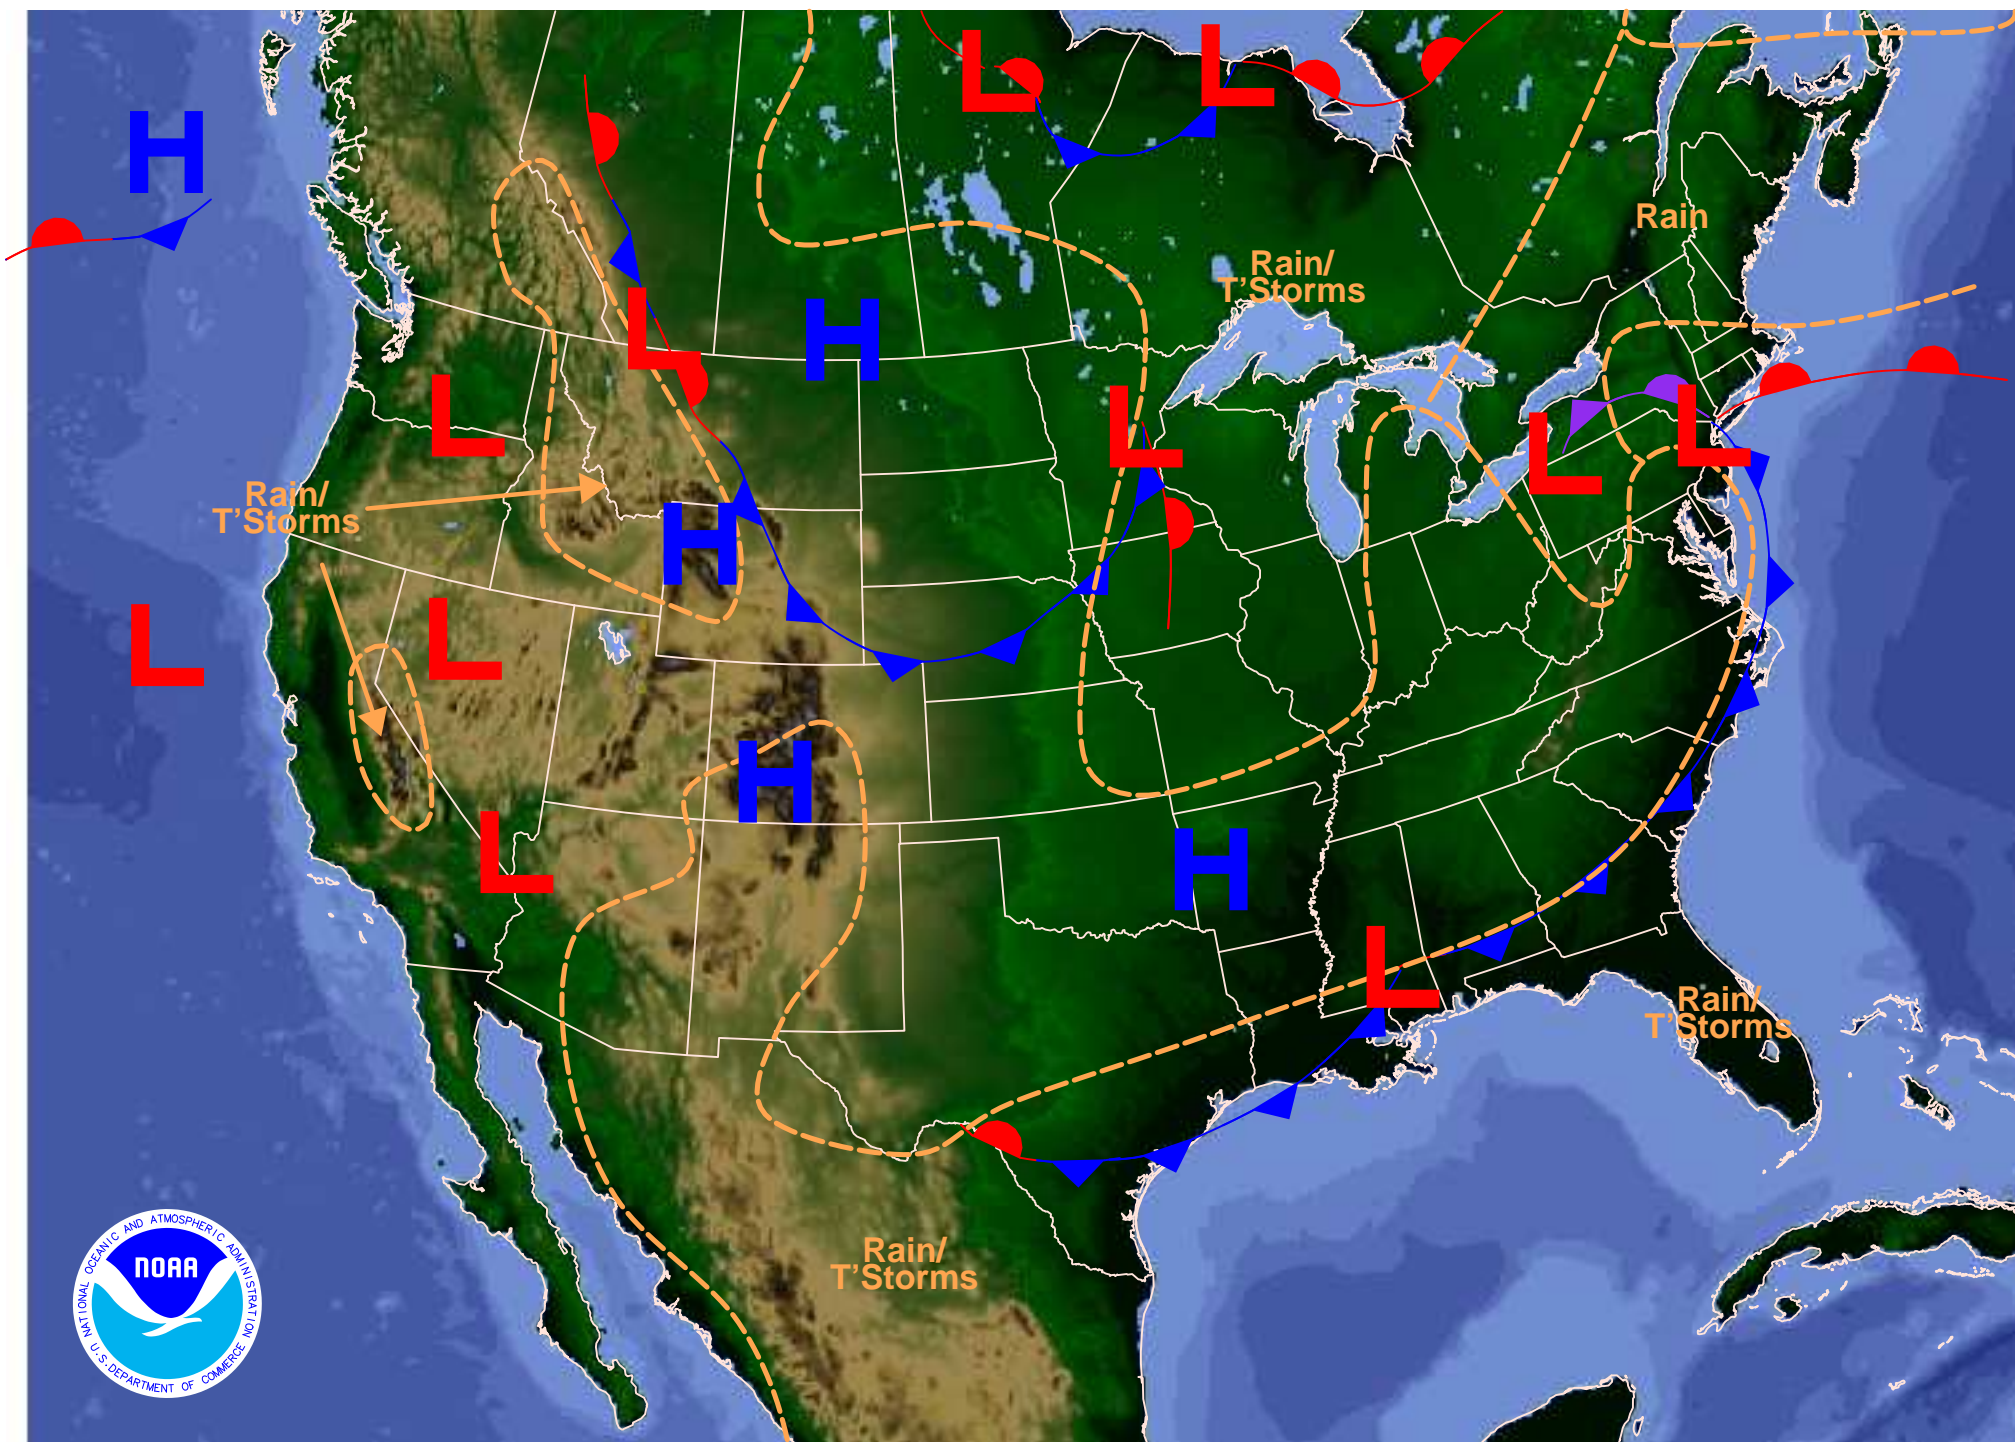 H
L
L
Rain
Rain/
T'Storms
L
H
L
L
L
L
Rain/
T'Storms
H
L
L
L
H
H
L
L
Rain/
T'Storms
Rain/
T'Storms
NATIONAL OCEANIC AND ATMOSPHERIC ADMINISTRATION
NOAA
U.S. DEPARTMENT OF COMMERCE